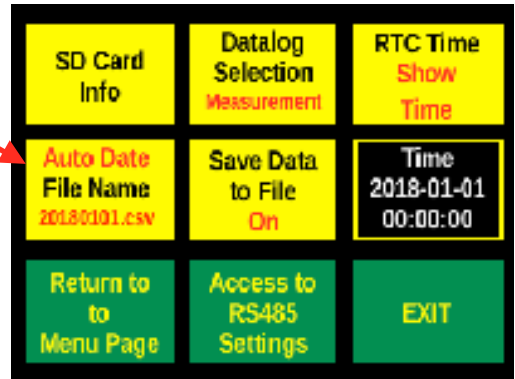 SD Card
Info
Datalog
Selection
Measurement
RTC Time
Show
Time
Auto Date
File Name
20180101.csv
Save Data
to File
On
Time
2018-01-01
00:00:00
Return to
to
Menu Page
Access to
RS485
Settings
EXIT